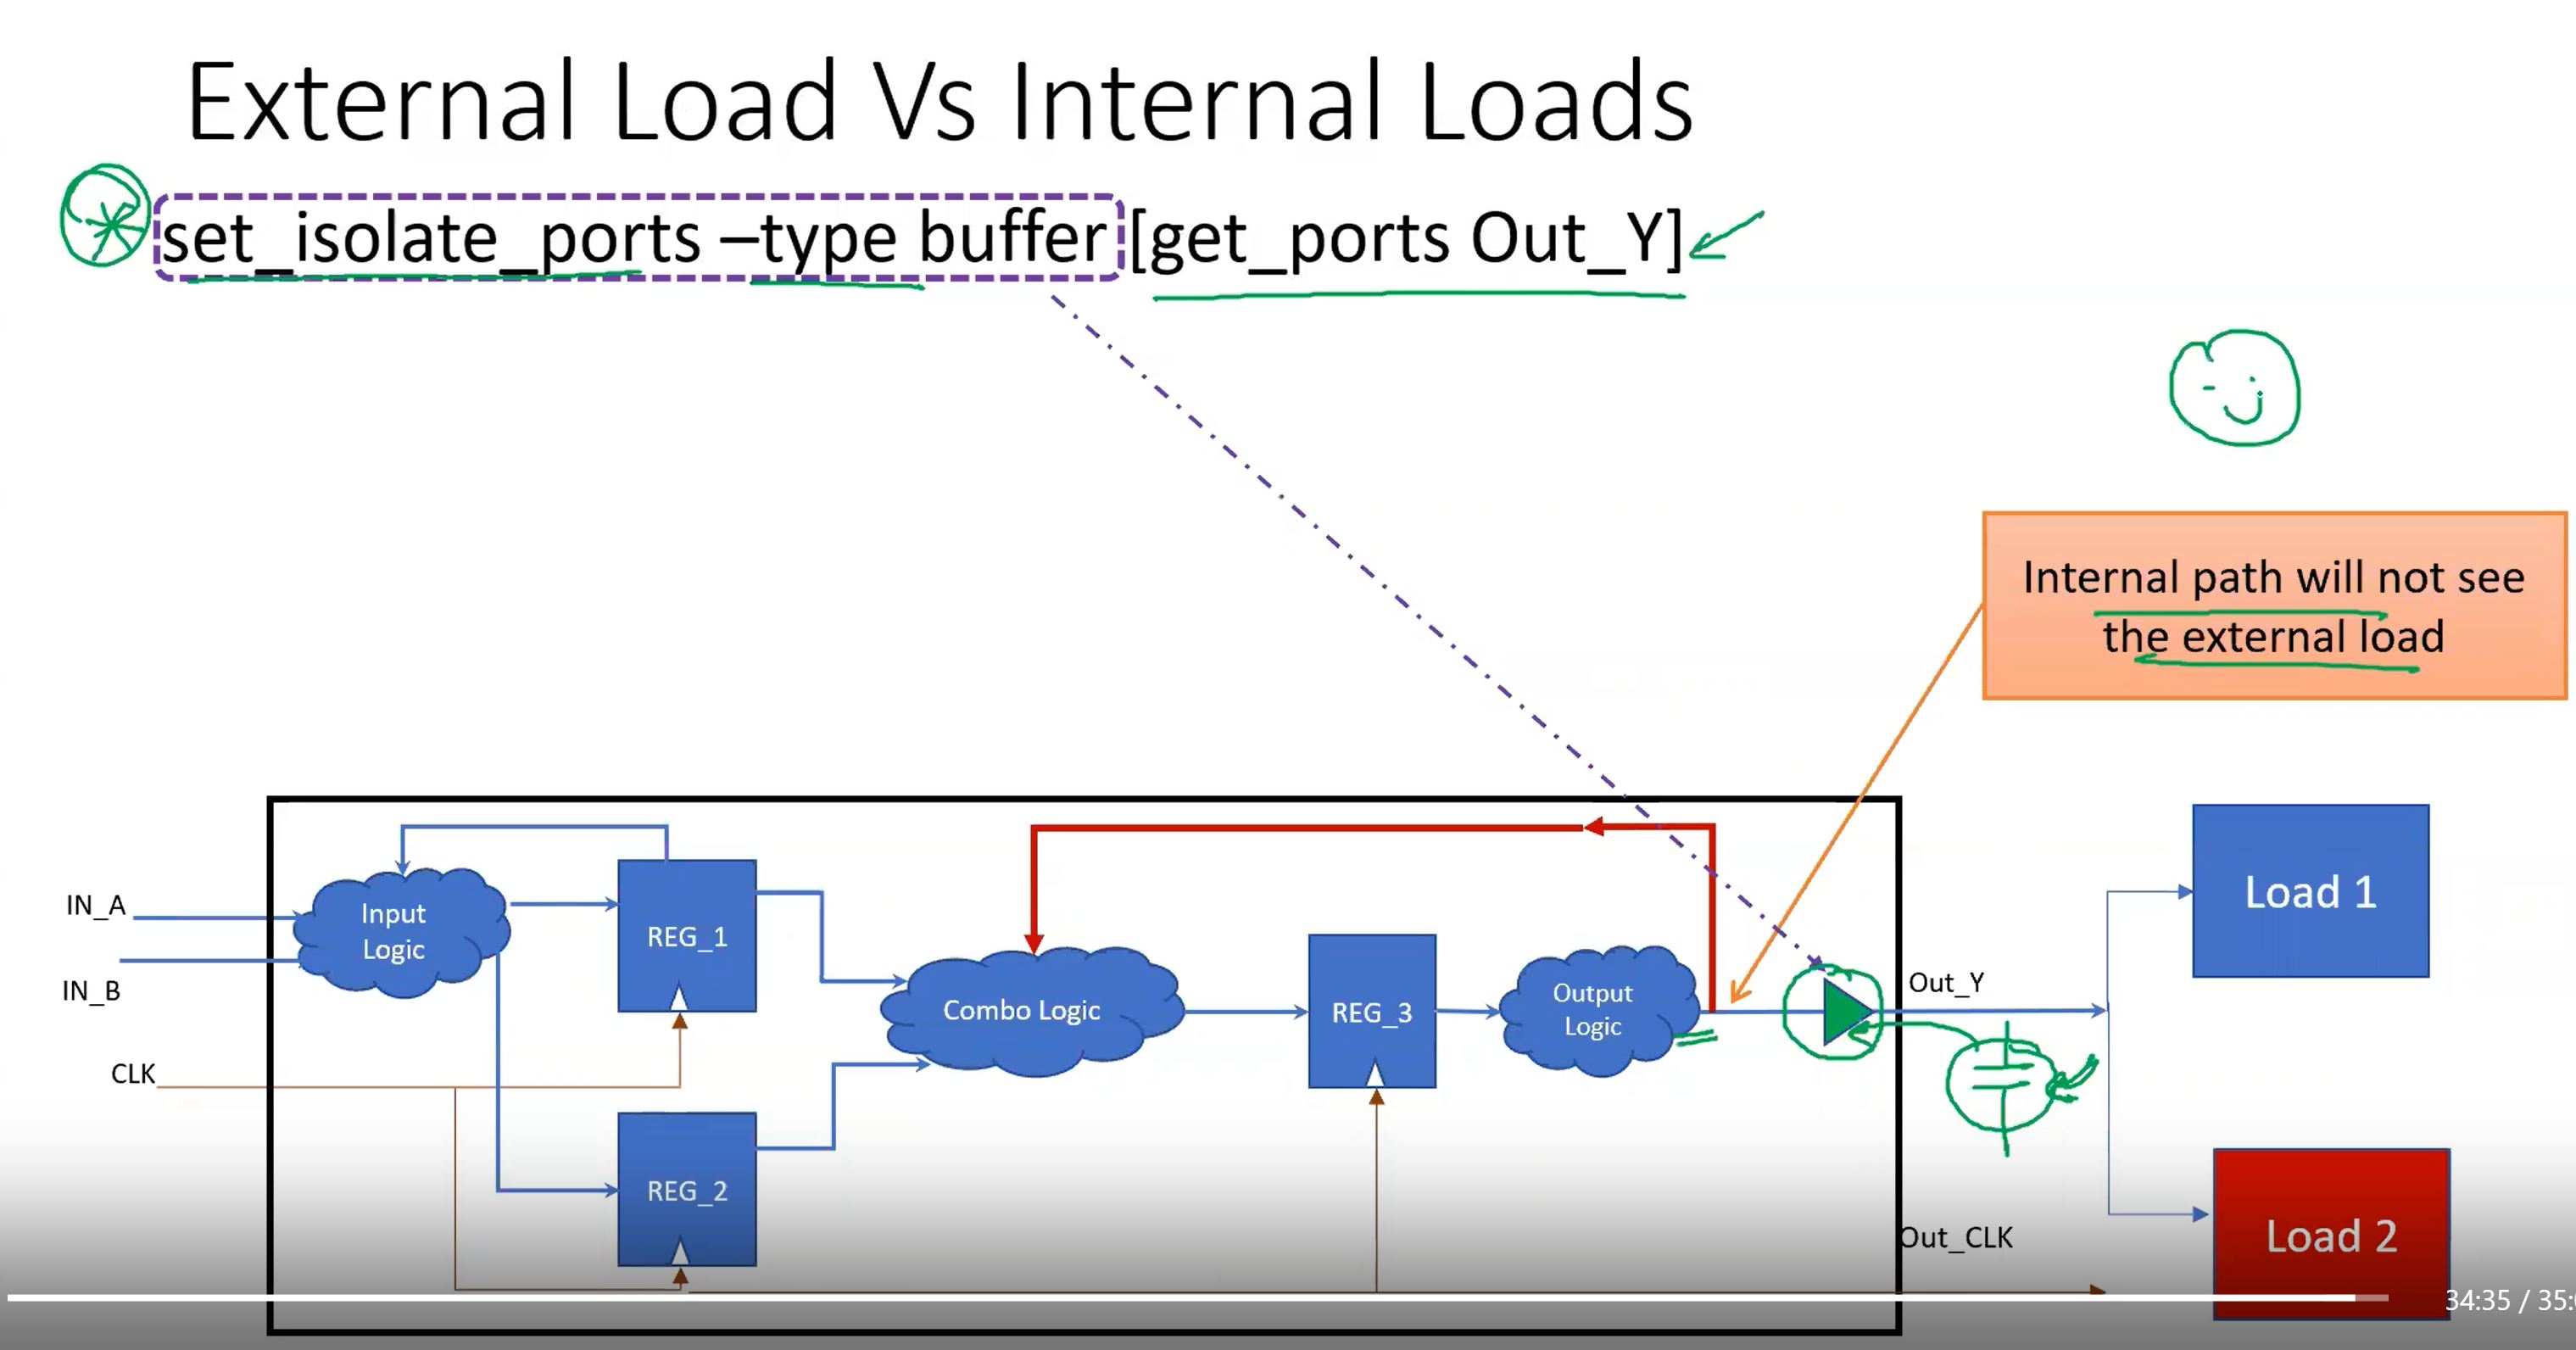 External Load Vs Internal Loads
set_isolate_ports –type buffer [get_ports Out_Y]
Internal path will not see
the external load
IN_A
IN_B
CLK
Input
Logic
REG_1
REG_2
Combo Logic
REG_3
Output
Logic
Out_Y
Out_CLK
Load 1
Load 2
34:35 / 35: